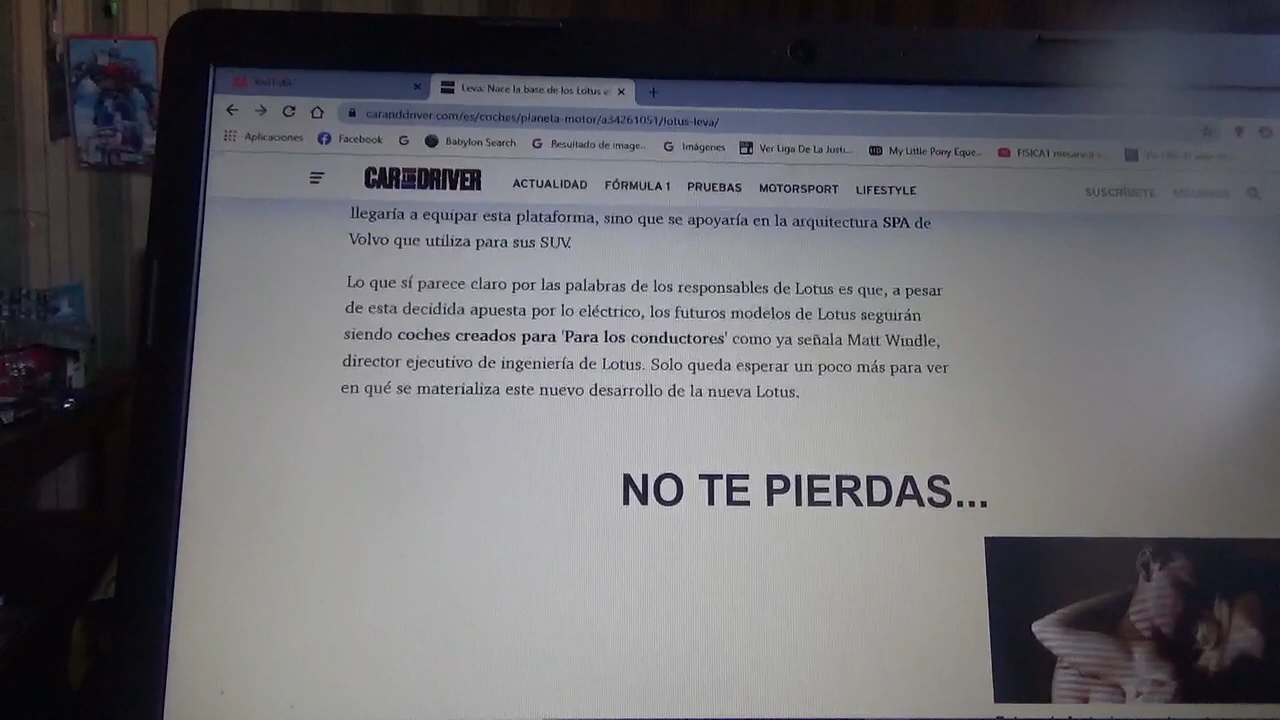 YouTube
Leva: Nace la base de los Lotus e
caranddriver.com/es/coches/planeta-motor/a34261051/lotus-leva/
Aplicaciones Facebook Babylon Search Resultado de image... Imágenes Ver Liga De La Justi... My Little Pony Eque... FISICA1
CAR AND DRIVER ACTUALIDAD FÓRMULA 1 PRUEBAS MOTORSPORT LIFESTYLE SUSCRÍBETE
llegaría a equipar esta plataforma, sino que se apoyaría en la arquitectura SPA de
Volvo que utiliza para sus SUV.
Lo que sí parece claro por las palabras de los responsables de Lotus es que, a pesar
de esta decidida apuesta por lo eléctrico, los futuros modelos de Lotus seguirán
siendo coches creados para 'Para los conductores' como ya señala Matt Windle,
director ejecutivo de ingeniería de Lotus. Solo queda esperar un poco más para ver
en qué se materializa este nuevo desarrollo de la nueva Lotus.
NO TE PIERDAS...